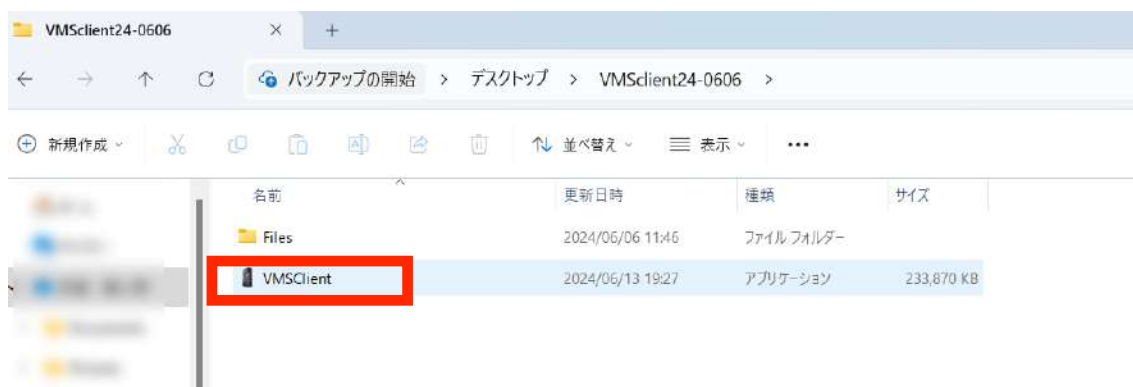 VMSclient24-0606
バックアップの開始 > デスクトップ > VMSclient24-0606 >
新規作成 並べ替え 表示 •••
名前 更新日時 種類 サイズ
Files 2024/06/06 11:46 ファイル フォルダー
VMSClient 2024/06/13 19:27 アプリケーション 233,870 KB